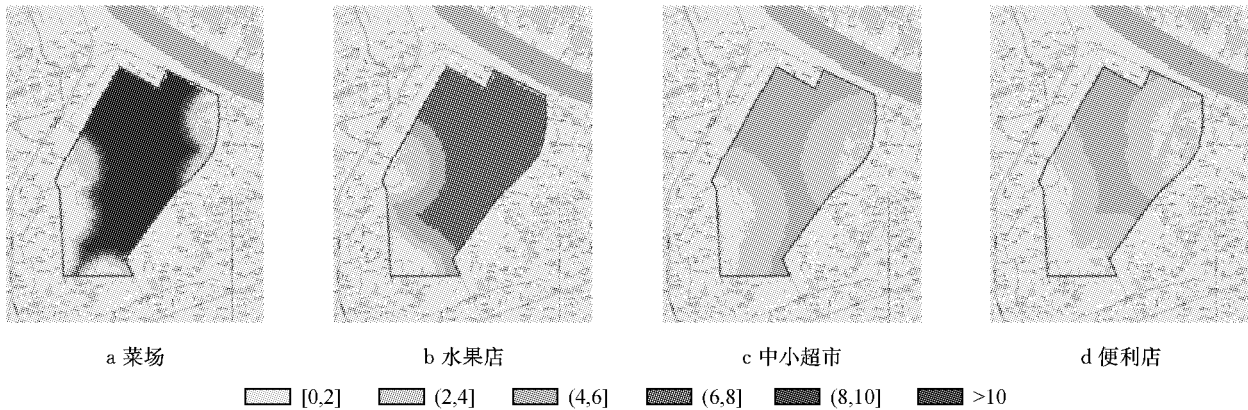 a 菜场 b 水果店 c 中小超市 d 便利店
[0,2] (2,4] (4,6] (6,8] (8,10] >10